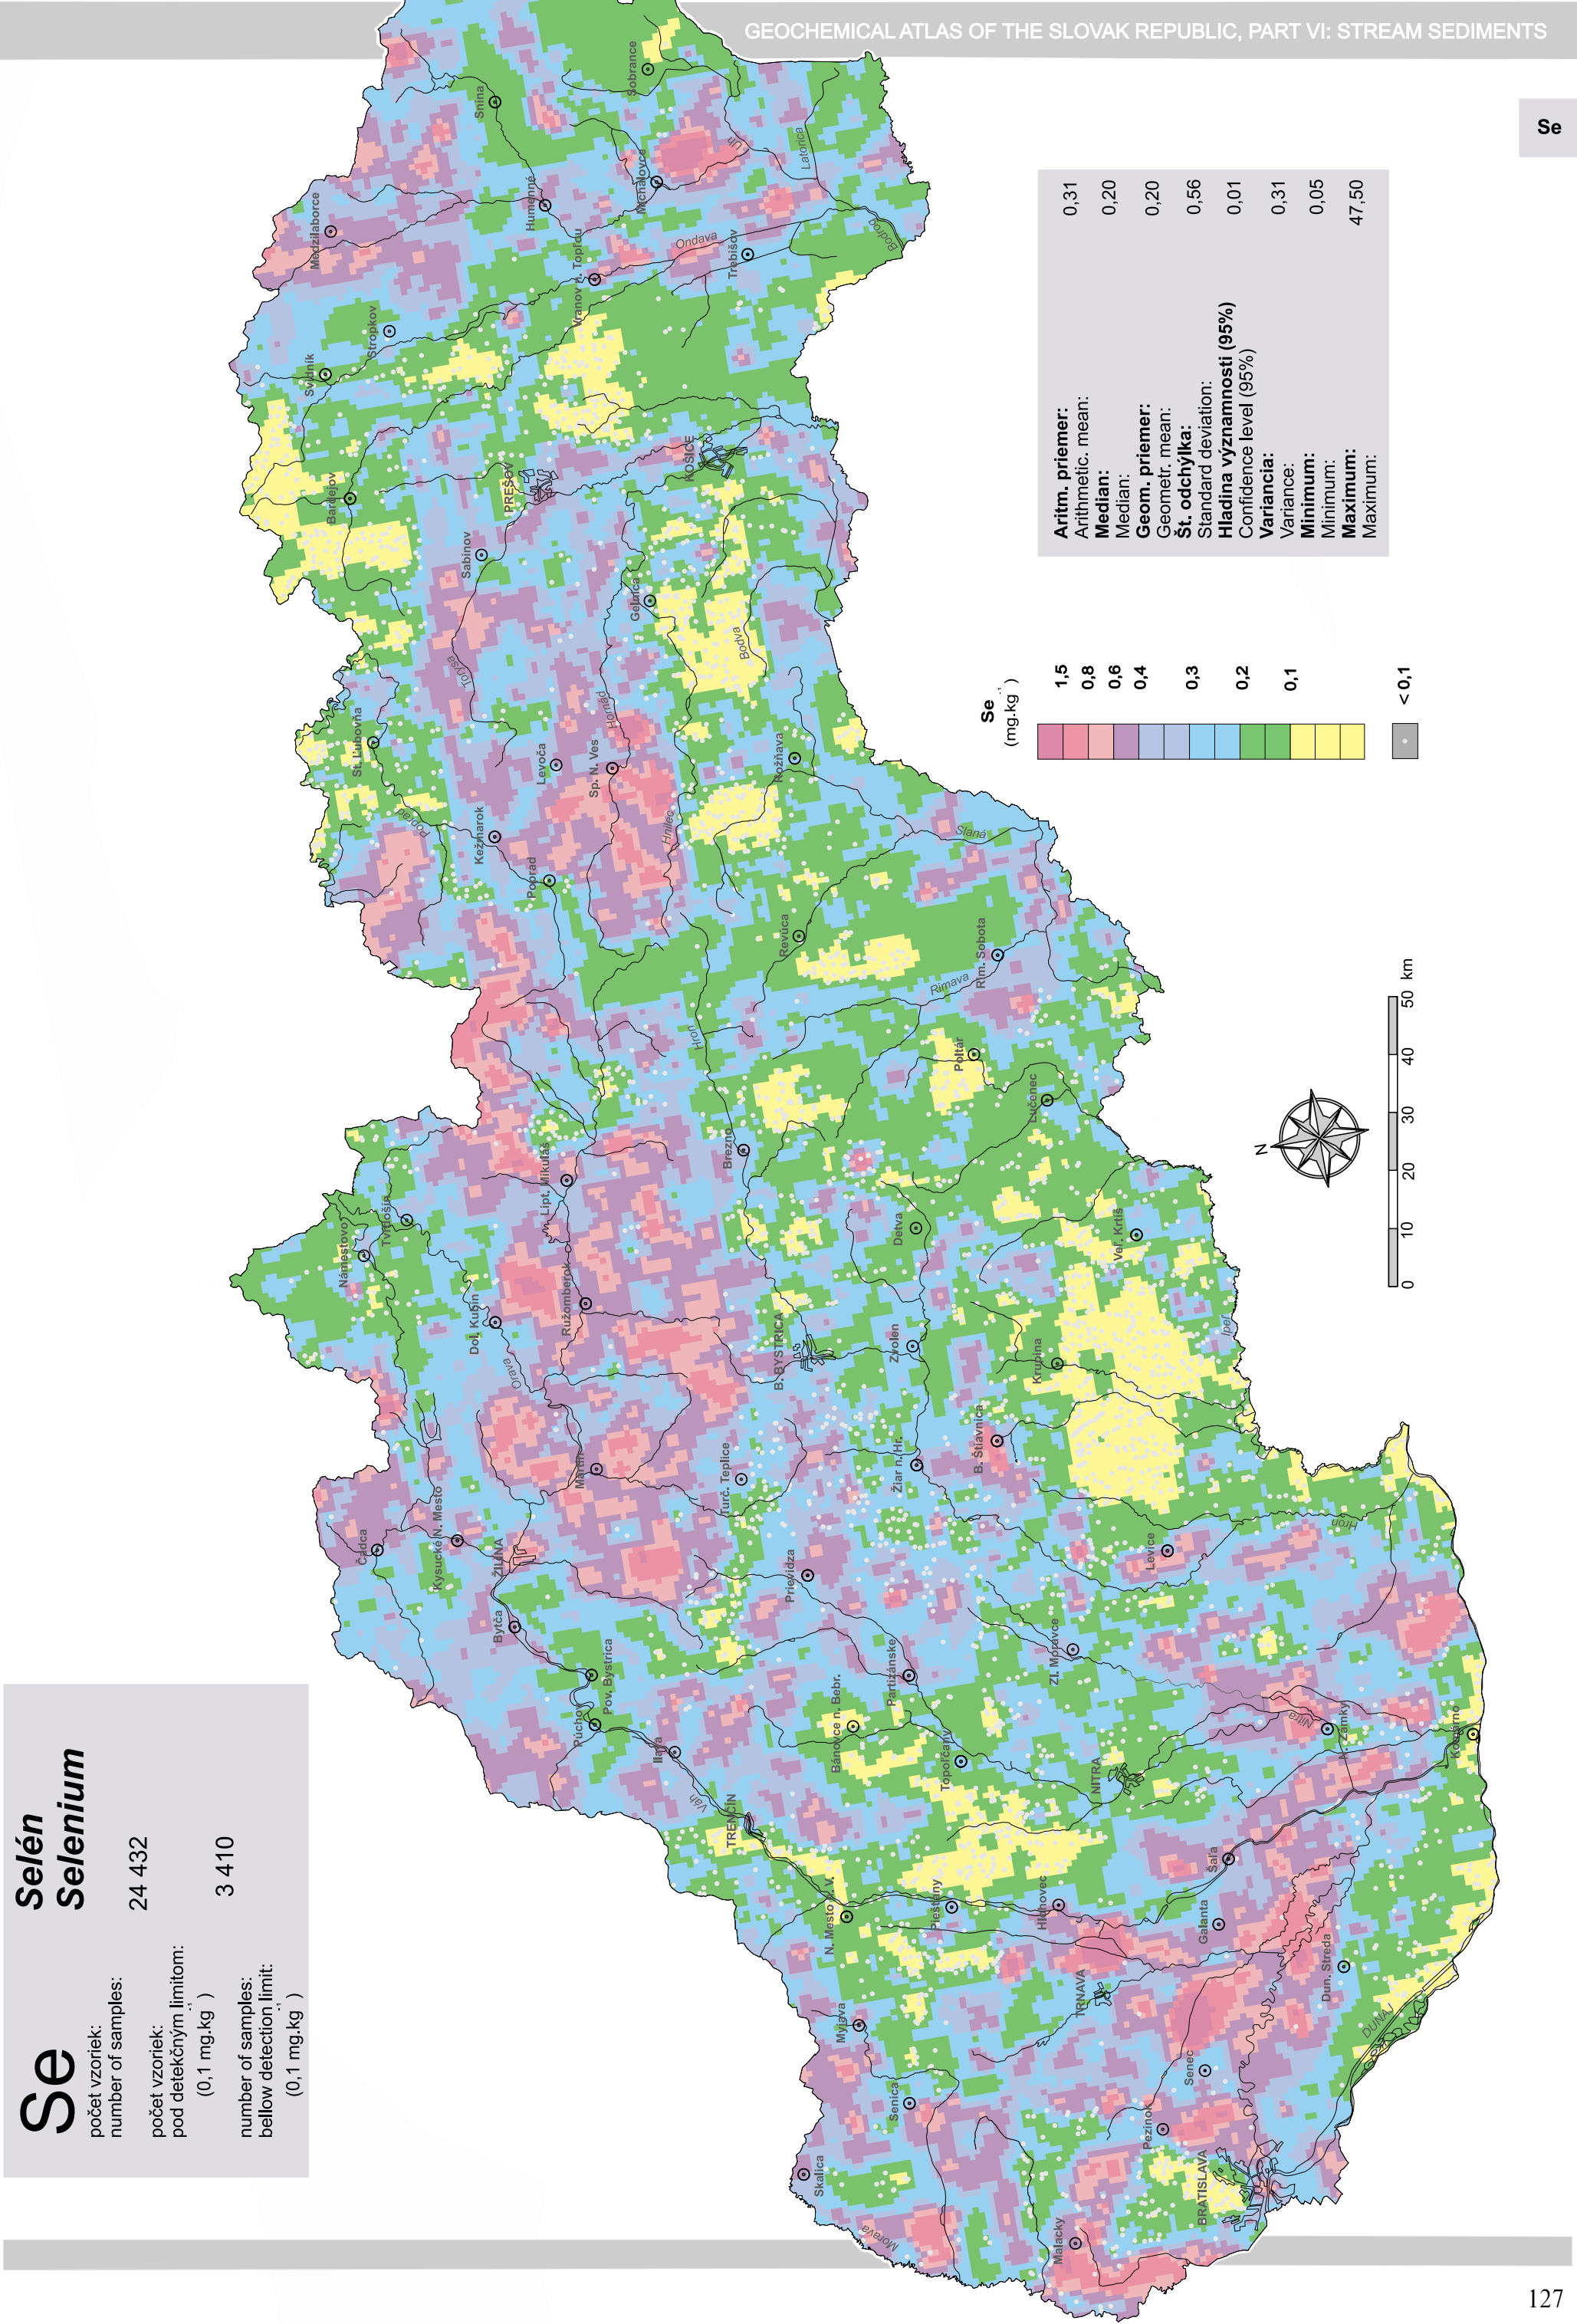 GEOCHEMICAL ATLAS OF THE SLOVAK REPUBLIC, PART VI: STREAM SEDIMENTS
Se
Se
Selén
Selenium
počet vzoriek:
number of samples:
24 432
počet vzoriek:
pod detekčným limitom:
(0,1 mg.kg-1)
3 410
number of samples:
bellow detection limit:
(0,1 mg.kg-1)
Skalica
Morava
Malacky
BRATISLAVA
Pezinok
Senec
Senica
Myjava
TRNAVA
Dun. Streda
DUNAJ
Galanta
Šaľa
Hlohovec
Piešťany
N. Mesto n. V.
TRENČÍN
Váh
Ilava
Púchov
Pov. Bystrica
Bytča
ŽILINA
Kysucké N. Mesto
Čadca
Bánovce n. Bebr.
Topoľčany
Partizánske
Prievidza
NITRA
Nitra
N. Zámky
Komárno
Zl. Moravce
Levice
Hron
Žiar n. Hr.
B. Štiavnica
Turč. Teplice
Martin
Orava
Dol. Kubín
Námestovo
Tvrdošín
Ružomberok
Lipt. Mikuláš
B. BYSTRICA
Zvolen
Krupina
Ipeľ
Veľ. Krtíš
Detva
Brezno
Hron
Lučenec
Poltár
Rimava
Rim. Sobota
Revúca
Slaná
Rožňava
Poprad
Kežmarok
Poprad
St. Ľubovňa
Levoča
Sp. N. Ves
Hnilec
Hornád
Torysa
Gelnica
Bodva
Sabinov
PREŠOV
KOŠICE
Bardejov
Svidník
Stropkov
Medzilaborce
Vranov n. Topľou
Humenné
Snina
Michalovce
Sobrance
Uh
Latorica
Ondava
Trebišov
Bodrog
Aritm. priemer:
Arithmetic. mean: 0,31
Median:
Median: 0,20
Geom. priemer:
Geometr. mean: 0,20
Št. odchýlka:
Standard deviation: 0,56
Hladina významnosti (95%)
Confidence level (95%) 0,01
Variancia:
Variance: 0,31
Minimum:
Minimum: 0,05
Maximum:
Maximum: 47,50
Se
(mg.kg-1)
1,5
0,8
0,6
0,4
0,3
0,2
0,1
< 0,1
N
0 10 20 30 40 50 km
127